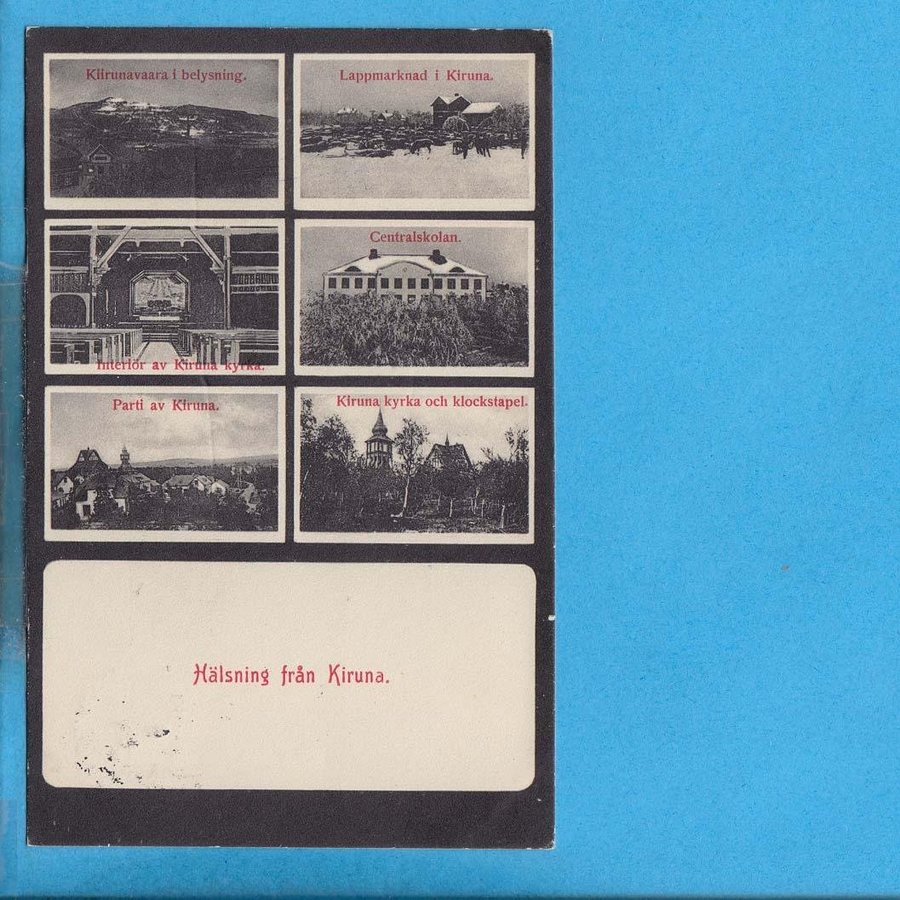 Kiirunavaara i belysning.
Lappmarknad i Kiruna.
Interiör av Kiruna kyrka.
Centralskolan.
Parti av Kiruna.
Kiruna kyrka och klockstapel.
Hälsning från Kiruna.